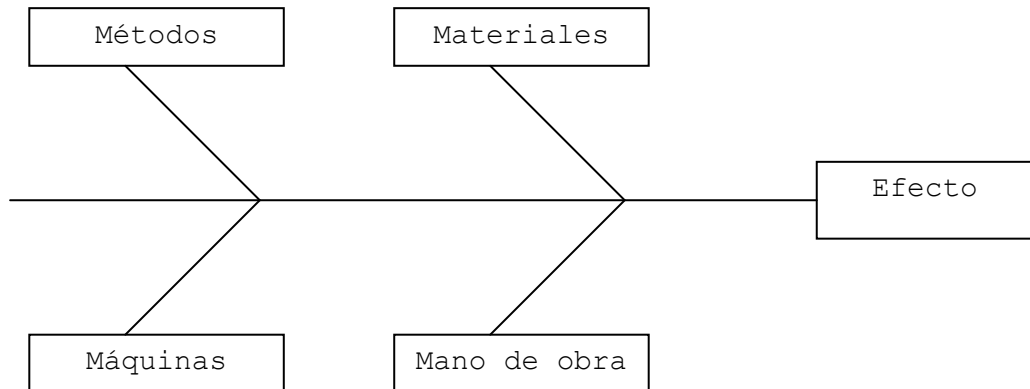 Métodos
Materiales
Efecto
Máquinas
Mano de obra